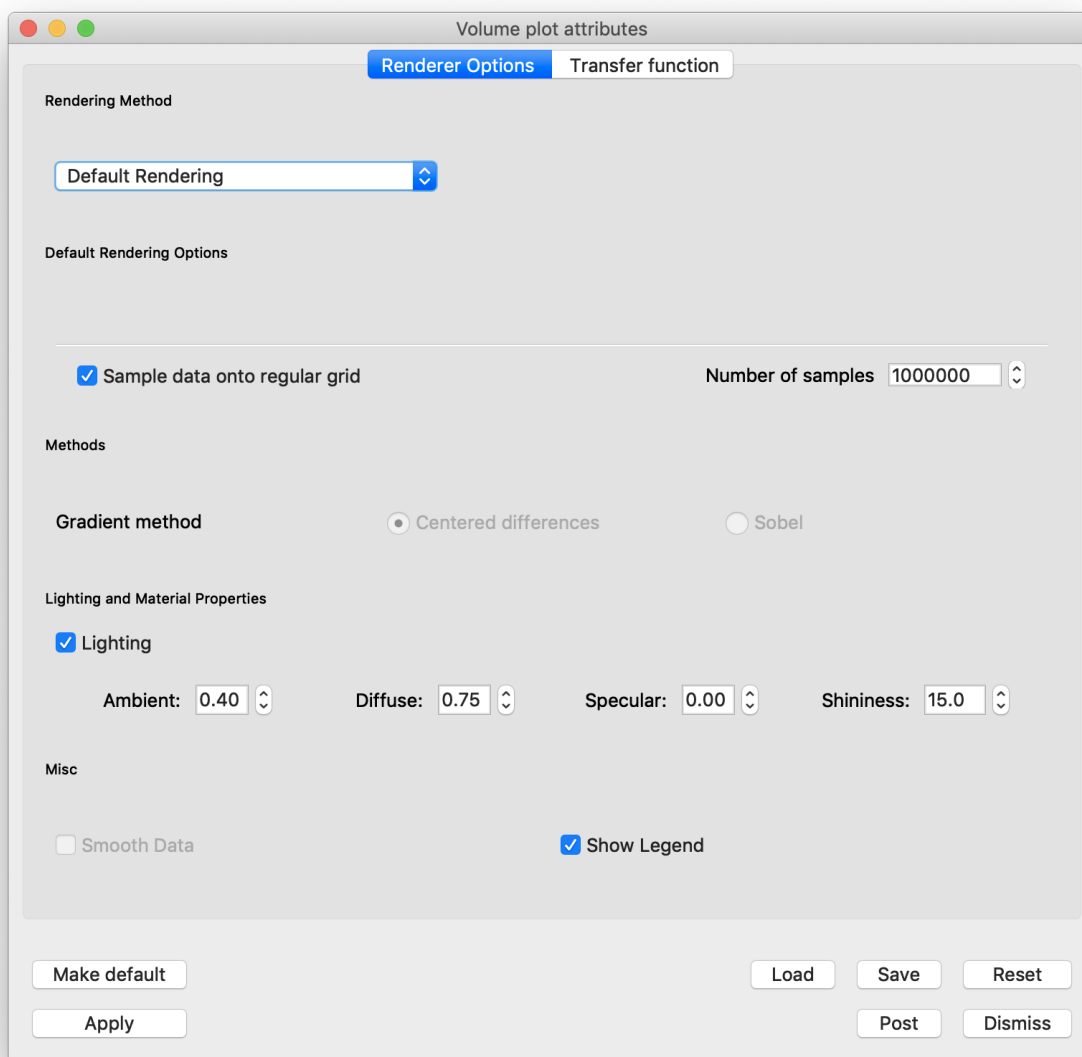 Volume plot attributes
Renderer Options Transfer function
Rendering Method
Default Rendering
Default Rendering Options
Sample data onto regular grid Number of samples 1000000
Methods
Gradient method Centered differences Sobel
Lighting and Material Properties
Lighting
Ambient: 0.40 Diffuse: 0.75 Specular: 0.00 Shininess: 15.0
Misc
Smooth Data Show Legend
Make default Load Save Reset
Apply Post Dismiss